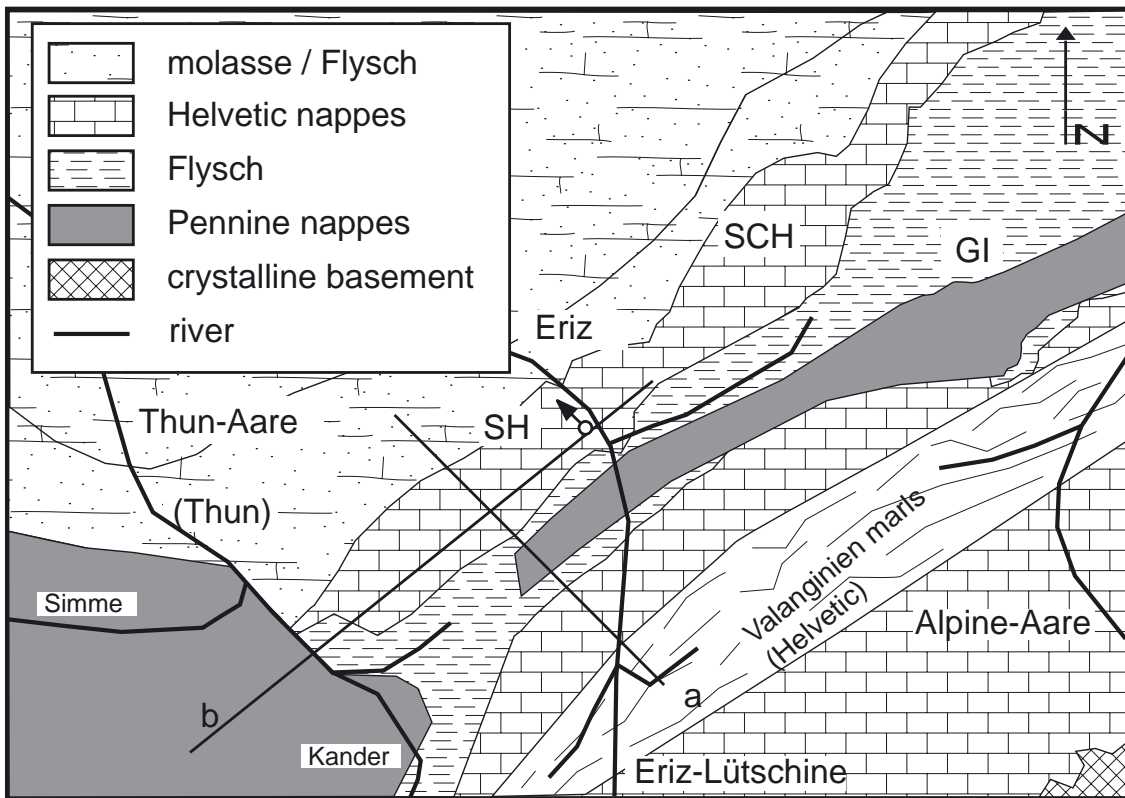 molasse / Flysch
Helvetic nappes
Flysch
Pennine nappes
crystalline basement
river
N
SCH
GI
Eriz
SH
Thun-Aare
(Thun)
Simme
Valanginien marls
(Helvetic)
Alpine-Aare
a
b
Kander
Eriz-Lütschine